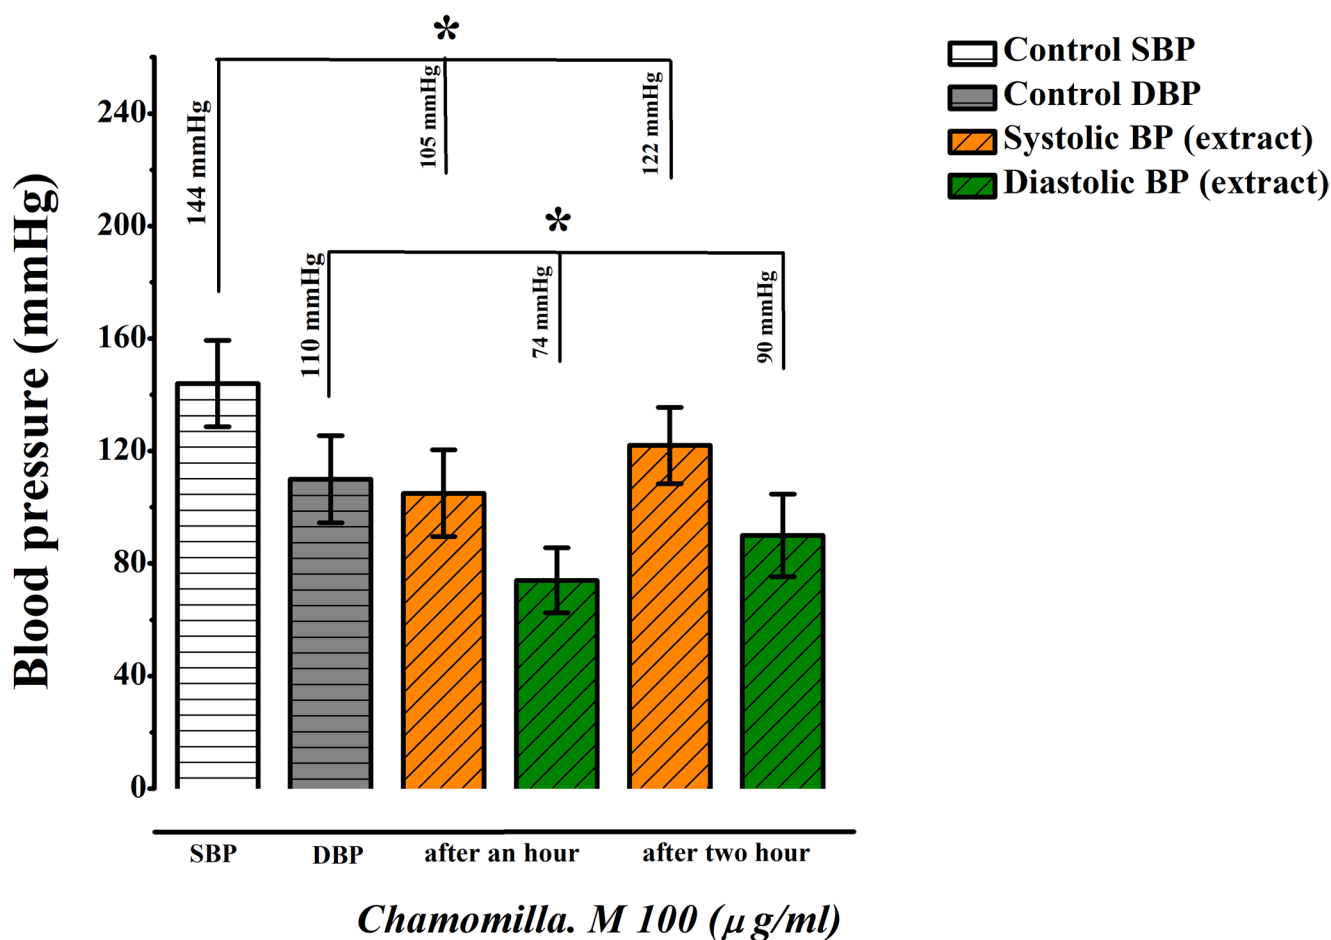 *
144 mmHg
105 mmHg
122 mmHg
*
110 mmHg
74 mmHg
90 mmHg
Control SBP
Control DBP
Systolic BP (extract)
Diastolic BP (extract)
Blood pressure (mmHg)
240
200
160
120
80
40
0
SBP
DBP
after an hour
after two hour
Chamomilla. M 100 (μ g/ml)